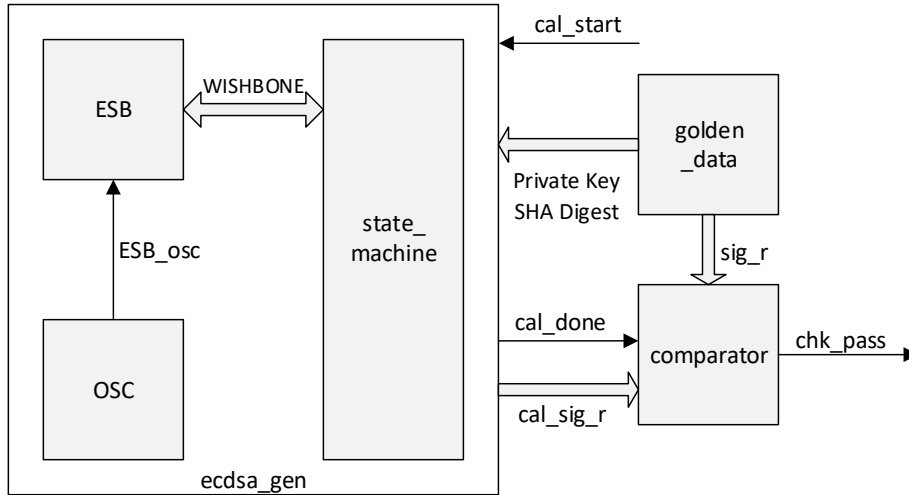 cal_start
WISHBONE
ESB
golden
_data
Private Key
SHA Digest
state_
machine
ESB_osc
sig_r
cal_done
comparator
chk_pass
OSC
cal_sig_r
ecdsa_gen